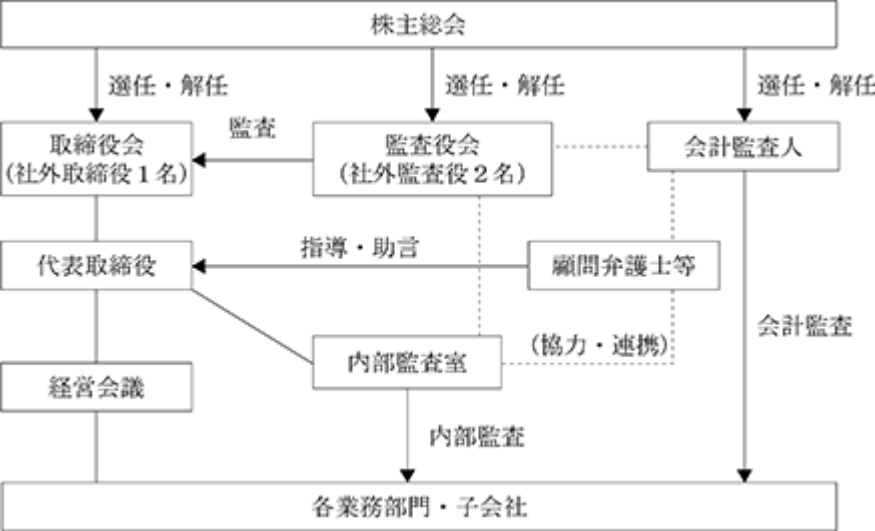 株主総会
選任・解任
選任・解任
選任・解任
取締役会
(社外取締役1名)
監査
監査役会
(社外監査役2名)
会計監査人
代表取締役
指導・助言
顧問弁護士等
会計監査
(協力・連携)
内部監査室
経営会議
内部監査
各業務部門・子会社